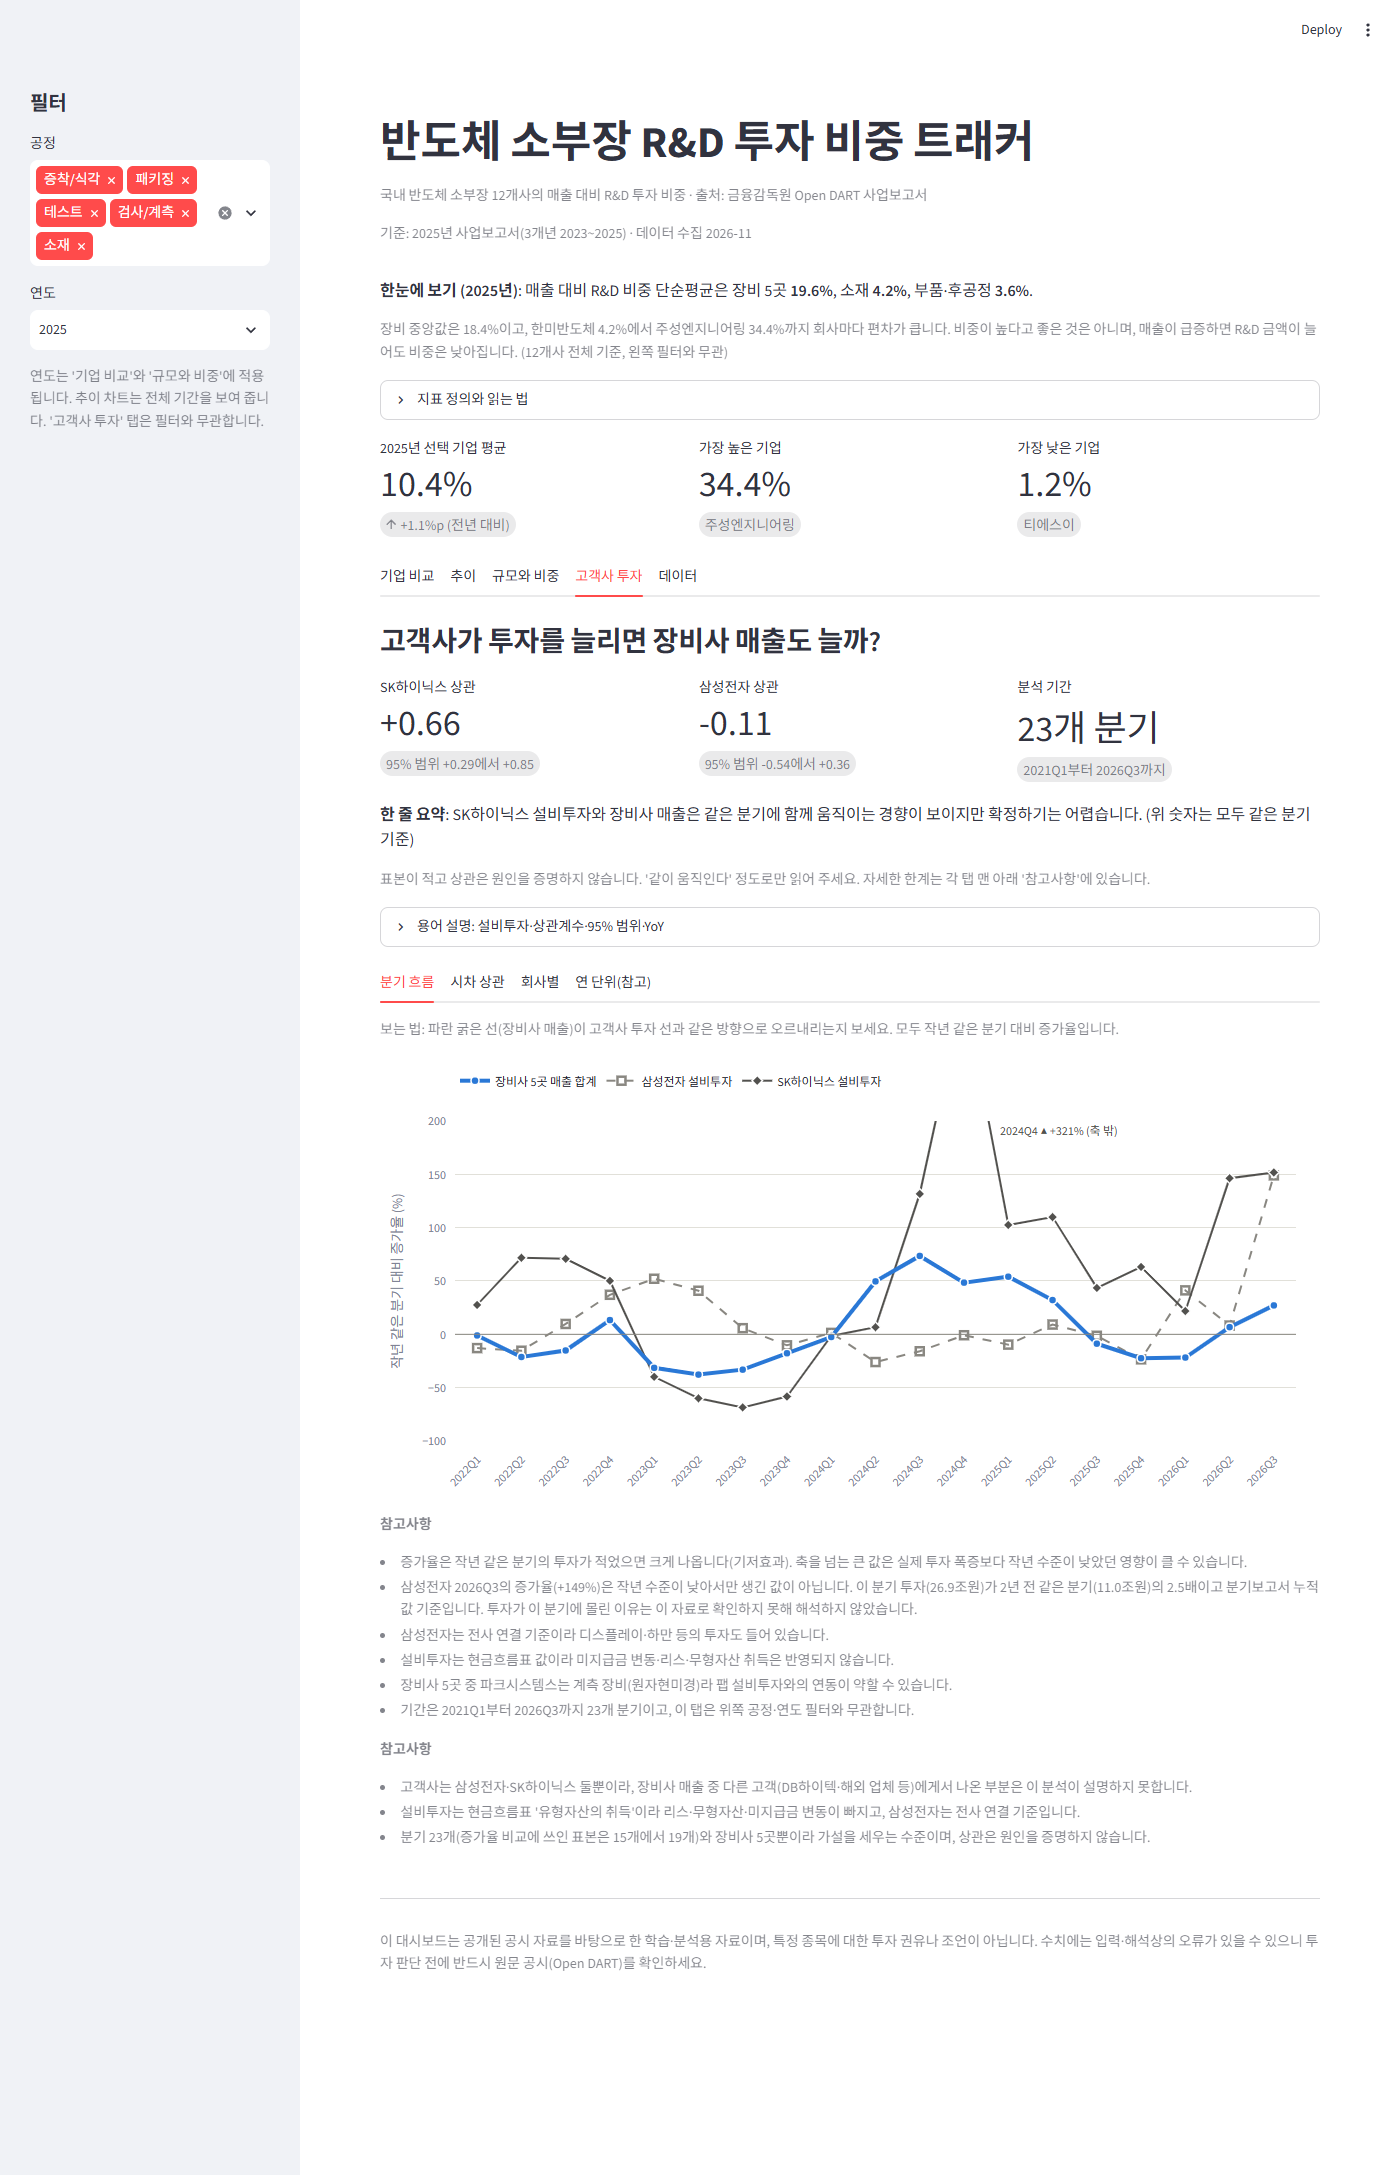 Deploy
필터
공정
증착/식각 ×
패키징 ×
테스트 ×
검사/계측 ×
소재 ×
연도
2025
연도는 '기업 비교'와 '규모와 비중'에 적용
됩니다. 추이 차트는 전체 기간을 보여 줍니
다. '고객사 투자' 탭은 필터와 무관합니다.
반도체 소부장 R&D 투자 비중 트래커
국내 반도체 소부장 12개사의 매출 대비 R&D 투자 비중 · 출처: 금융감독원 Open DART 사업보고서
기준: 2025년 사업보고서(3개년 2023~2025) · 데이터 수집 2026-11
한눈에 보기 (2025년): 매출 대비 R&D 비중 단순평균은 장비 5곳 19.6%, 소재 4.2%, 부품·후공정 3.6%.
장비 중앙값은 18.4%이고, 한미반도체 4.2%에서 주성엔지니어링 34.4%까지 회사마다 편차가 큽니다. 비중이 높다고 좋은 것은 아니며, 매출이 급증하면 R&D 금액이 늘
어도 비중은 낮아집니다. (12개사 전체 기준, 왼쪽 필터와 무관)
지표 정의와 읽는 법
2025년 선택 기업 평균
10.4%
↑ +1.1%p (전년 대비)
가장 높은 기업
34.4%
주성엔지니어링
가장 낮은 기업
1.2%
티에스이
기업 비교 추이 규모와 비중 고객사 투자 데이터
고객사가 투자를 늘리면 장비사 매출도 늘까?
SK하이닉스 상관
+0.66
95% 범위 +0.29에서 +0.85
삼성전자 상관
-0.11
95% 범위 -0.54에서 +0.36
분석 기간
23개 분기
2021Q1부터 2026Q3까지
한 줄 요약: SK하이닉스 설비투자와 장비사 매출은 같은 분기에 함께 움직이는 경향이 보이지만 확정하기는 어렵습니다. (위 숫자는 모두 같은 분기
기준)
표본이 적고 상관은 원인을 증명하지 않습니다. '같이 움직인다' 정도로만 읽어 주세요. 자세한 한계는 각 탭 맨 아래 '참고사항'에 있습니다.
용어 설명: 설비투자·상관계수·95% 범위·YoY
분기 흐름 시차 상관 회사별 연 단위(참고)
보는 법: 파란 굵은 선(장비사 매출)이 고객사 투자 선과 같은 방향으로 오르내리는지 보세요. 모두 작년 같은 분기 대비 증가율입니다.
장비사 5곳 매출 합계 삼성전자 설비투자 SK하이닉스 설비투자
작년 같은 분기 대비 증가율 (%)
200
150
100
50
0
−50
−100
2024Q4 ▲ +321% (축 밖)
2022Q1 2022Q2 2022Q3 2022Q4 2023Q1 2023Q2 2023Q3 2023Q4 2024Q1 2024Q2 2024Q3 2024Q4 2025Q1 2025Q2 2025Q3 2025Q4 2026Q1 2026Q2 2026Q3
참고사항
• 증가율은 작년 같은 분기의 투자가 적었으면 크게 나옵니다(기저효과). 축을 넘는 큰 값은 실제 투자 폭증보다 작년 수준이 낮았던 영향이 클 수 있습니다.
• 삼성전자 2026Q3의 증가율(+149%)은 작년 수준이 낮아서만 생긴 값이 아닙니다. 이 분기 투자(26.9조원)가 2년 전 같은 분기(11.0조원)의 2.5배이고 분기보고서 누적
값 기준입니다. 투자가 이 분기에 몰린 이유는 이 자료로 확인하지 못해 해석하지 않았습니다.
• 삼성전자는 전사 연결 기준이라 디스플레이·하만 등의 투자도 들어 있습니다.
• 설비투자는 현금흐름표 값이라 미지급금 변동·리스·무형자산 취득은 반영되지 않습니다.
• 장비사 5곳 중 파크시스템스는 계측 장비(원자현미경)라 팹 설비투자와의 연동이 약할 수 있습니다.
• 기간은 2021Q1부터 2026Q3까지 23개 분기이고, 이 탭은 위쪽 공정·연도 필터와 무관합니다.
참고사항
• 고객사는 삼성전자·SK하이닉스 둘뿐이라, 장비사 매출 중 다른 고객(DB하이텍·해외 업체 등)에게서 나온 부분은 이 분석이 설명하지 못합니다.
• 설비투자는 현금흐름표 '유형자산의 취득'이라 리스·무형자산·미지급금 변동이 빠지고, 삼성전자는 전사 연결 기준입니다.
• 분기 23개(증가율 비교에 쓰인 표본은 15개에서 19개)와 장비사 5곳뿐이라 가설을 세우는 수준이며, 상관은 원인을 증명하지 않습니다.
이 대시보드는 공개된 공시 자료를 바탕으로 한 학습·분석용 자료이며, 특정 종목에 대한 투자 권유나 조언이 아닙니다. 수치에는 입력·해석상의 오류가 있을 수 있으니 투
자 판단 전에 반드시 원문 공시(Open DART)를 확인하세요.